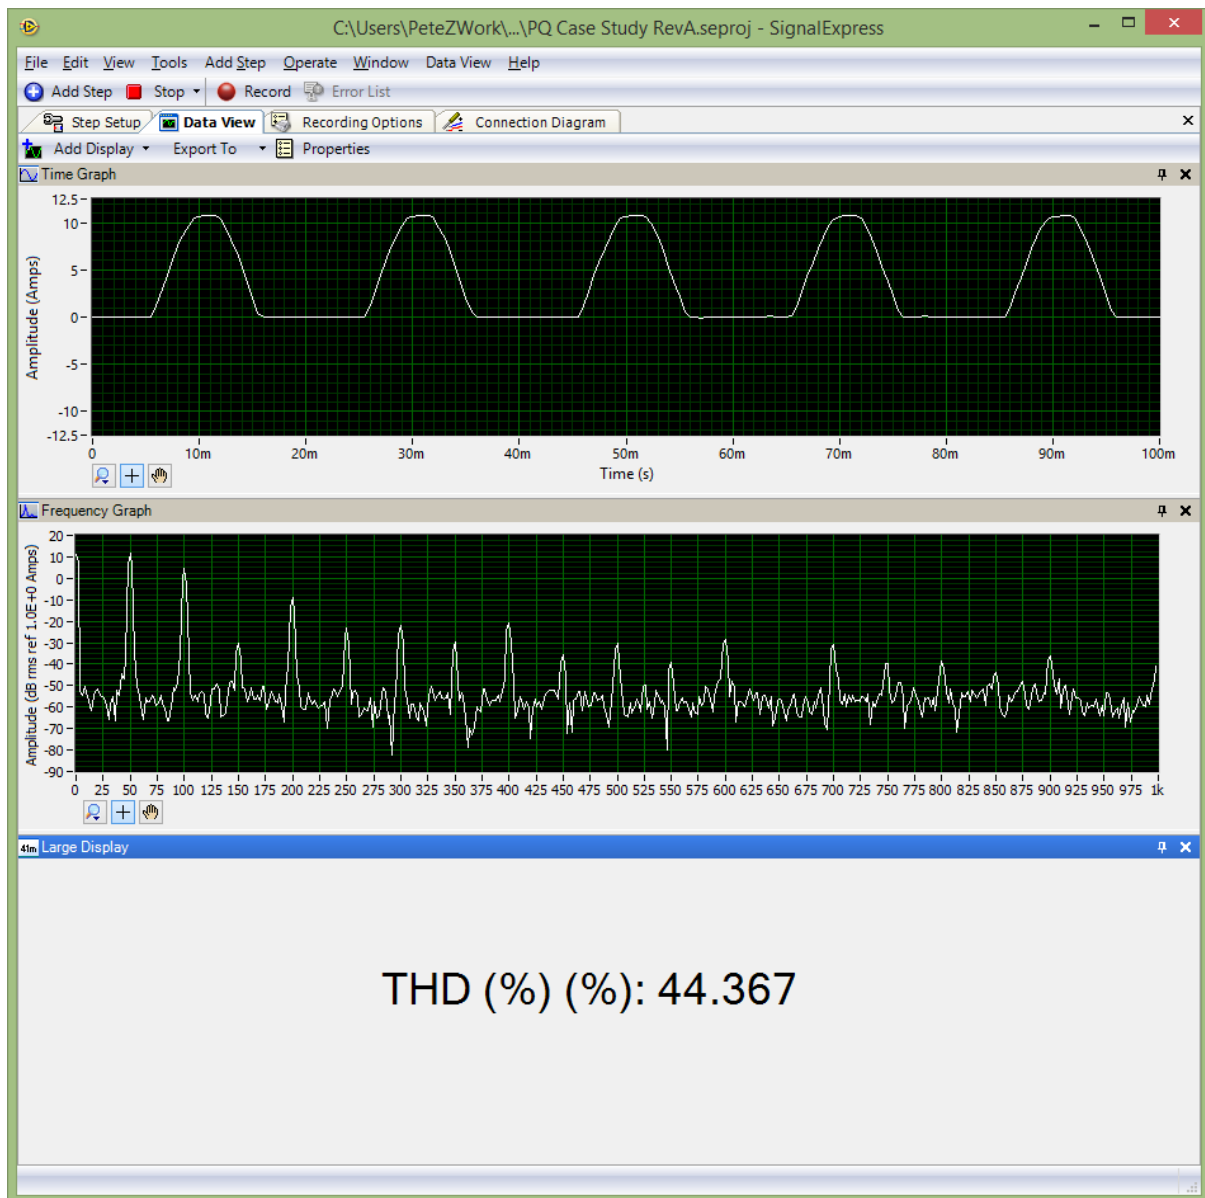 C:\Users\PeteZWork\...\PQ Case Study RevA.seproj - SignalExpress
File Edit View Tools Add Step Operate Window Data View Help
Add Step Stop Record Error List
Step Setup Data View Recording Options Connection Diagram
Add Display Export To Properties
Time Graph
12.5
10
5
0
-5
-10
-12.5
Amplitude (Amps)
0 10m 20m 30m 40m 50m 60m 70m 80m 90m 100m
Time (s)
Frequency Graph
20
10
0
-10
-20
-30
-40
-50
-60
-70
-80
-90
Amplitude (dB rms ref 1.0E+0 Amps)
0 25 50 75 100 125 150 175 200 225 250 275 300 325 350 375 400 425 450 475 500 525 550 575 600 625 650 675 700 725 750 775 800 825 850 875 900 925 950 975 1k
41m Large Display
THD (%) (%): 44.367